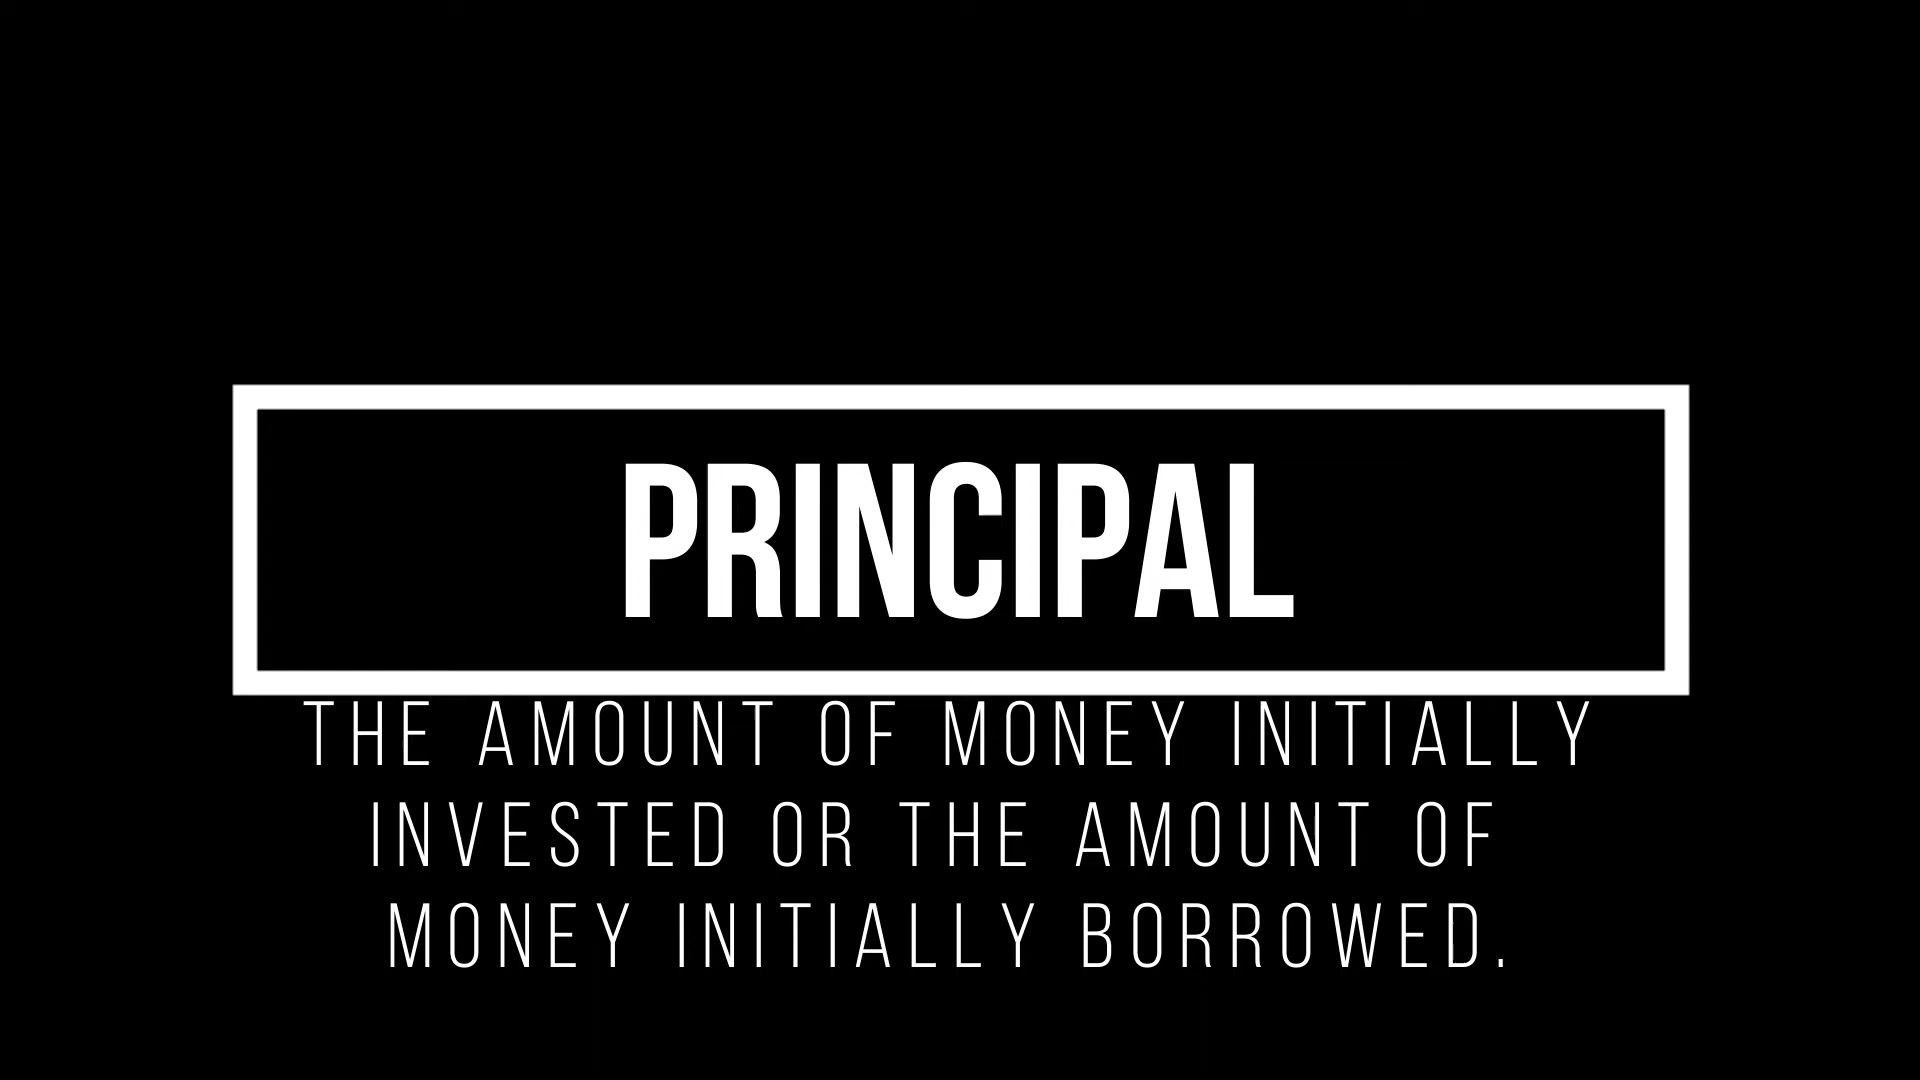 PRINCIPAL
THE AMOUNT OF MONEY INITIALLY
INVESTED OR THE AMOUNT OF
MONEY INITIALLY BORROWED.